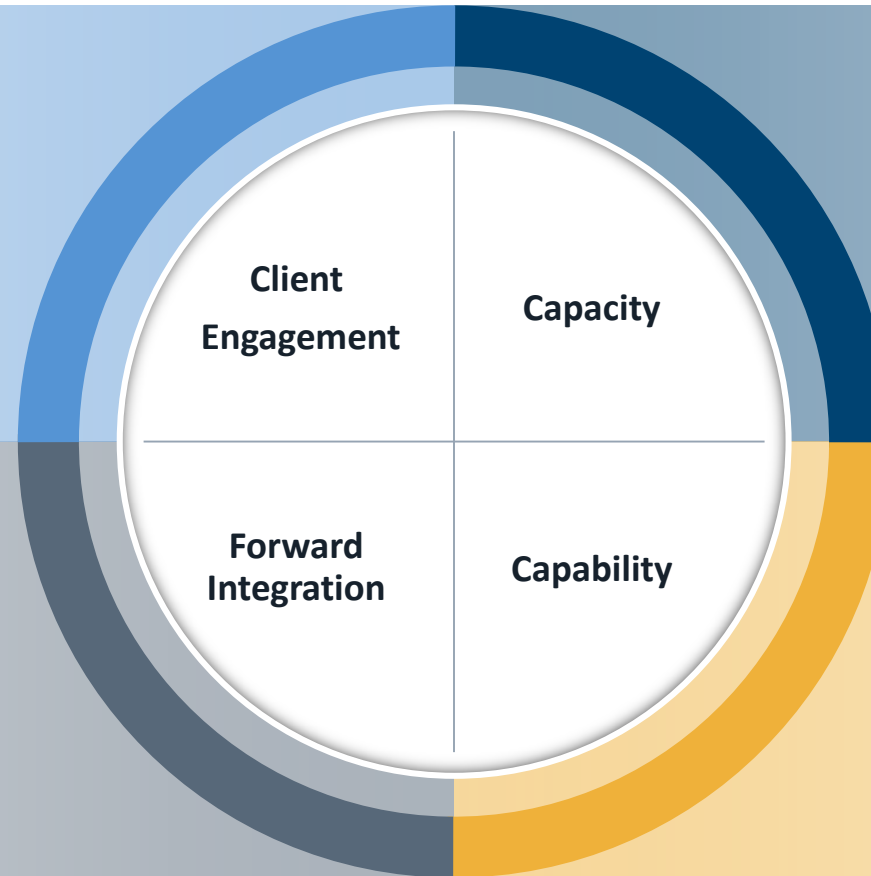 Client
Engagement
Capacity
Forward
Integration
Capability